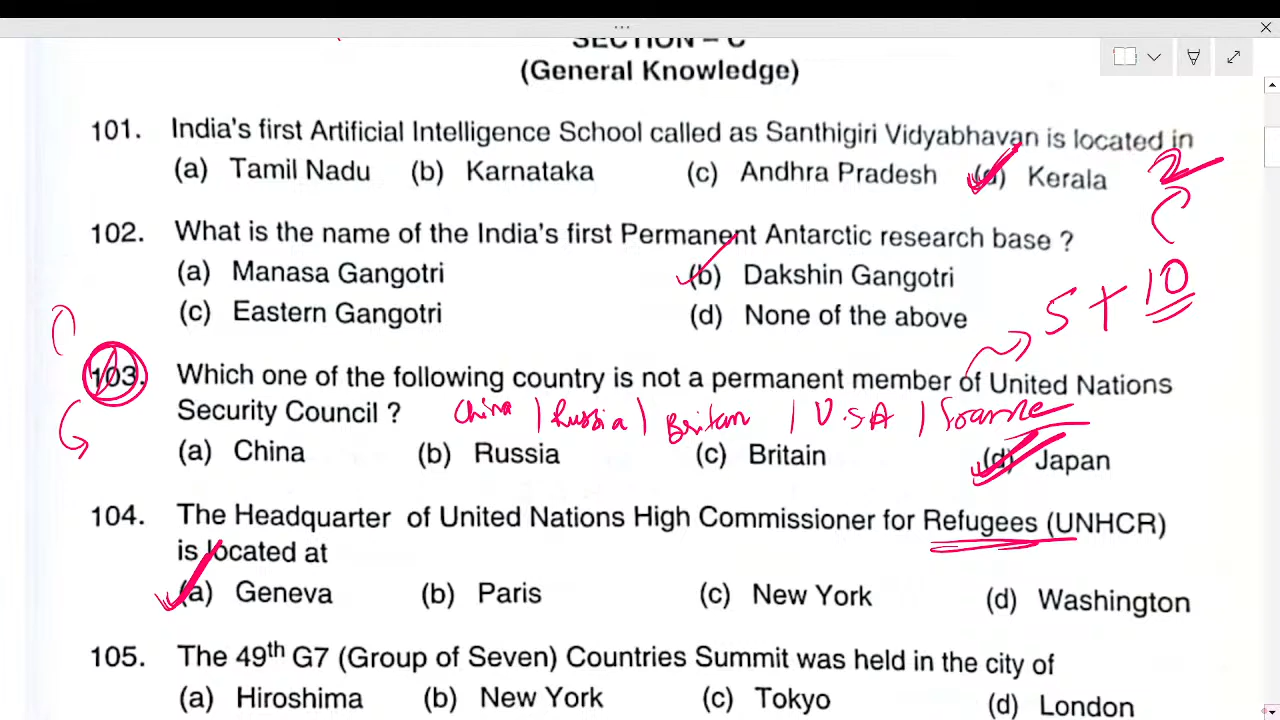 SECTION – C
(General Knowledge)
101. India's first Artificial Intelligence School called as Santhigiri Vidyabhavan is located in
(a) Tamil Nadu (b) Karnataka (c) Andhra Pradesh (d) Kerala
2
102. What is the name of the India's first Permanent Antarctic research base ?
(a) Manasa Gangotri (b) Dakshin Gangotri
(c) Eastern Gangotri (d) None of the above
5 + 10
103. Which one of the following country is not a permanent member of United Nations
Security Council ?
China | Russia | Britan | U.S.A |
(a) China (b) Russia (c) Britain (d) Japan
104. The Headquarter of United Nations High Commissioner for Refugees (UNHCR)
is located at
(a) Geneva (b) Paris (c) New York (d) Washington
105. The 49th G7 (Group of Seven) Countries Summit was held in the city of
(a) Hiroshima (b) New York (c) Tokyo (d) London